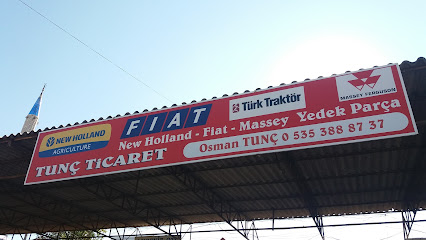 NEW HOLLAND
AGRICULTURE
FIAT
Türk Traktör
MASSEY FERGUSON
New Holland - Fiat - Massey Yedek Parça
TUNÇ TİCARET
Osman TUNÇ 0 535 388 87 37